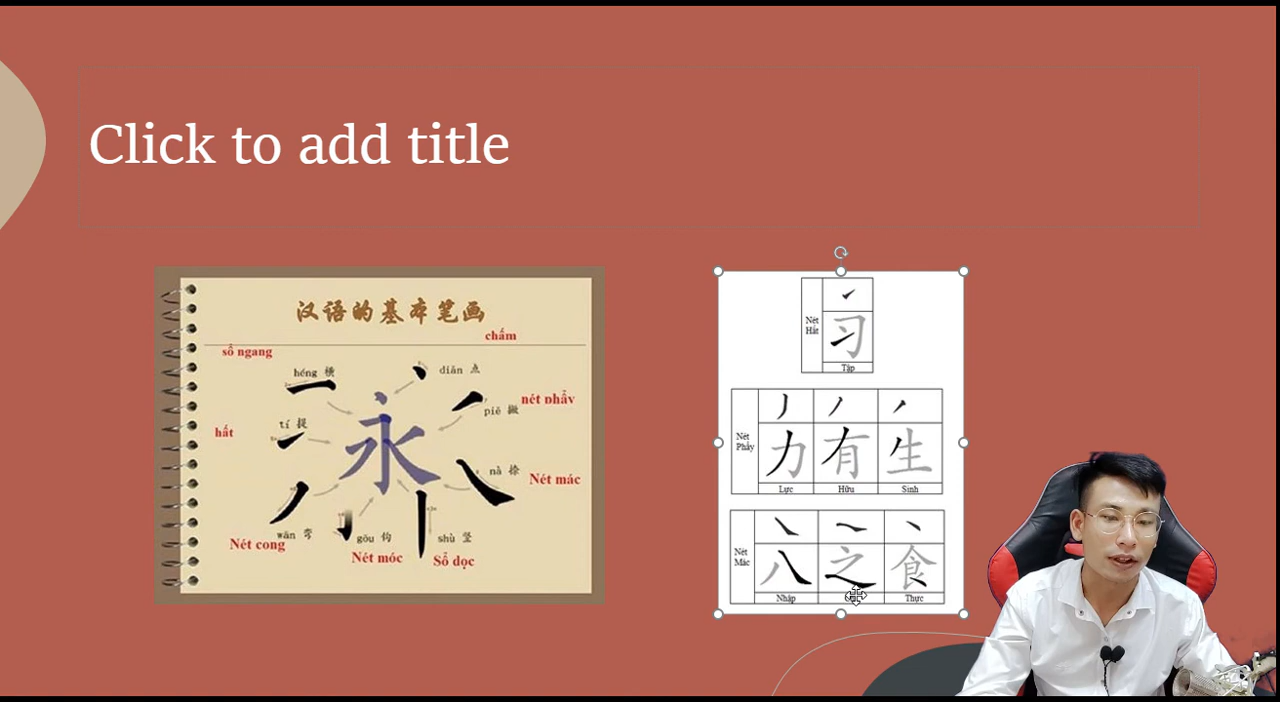 Click to add title
汉语的基本笔画
chấm
sổ ngang
héng 横
diǎn 点
nét phẩy
piě 撇
tí 提
hất
永
nà 捺
Nét mác
wān 弯
gōu 钩
shù 竖
Nét cong
Nét móc
Sổ dọc
Nét
Hất
习
Tập
Nét
Phẩy
力 有 生
Lực Hữu Sinh
Nét
Mác
八 之 食
Nhập
Thực